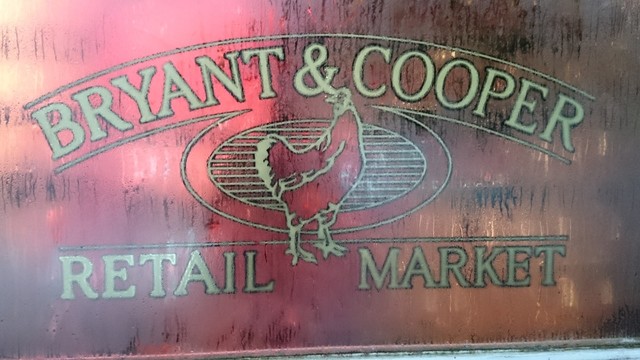 BRYANT & COOPER
RETAIL MARKET